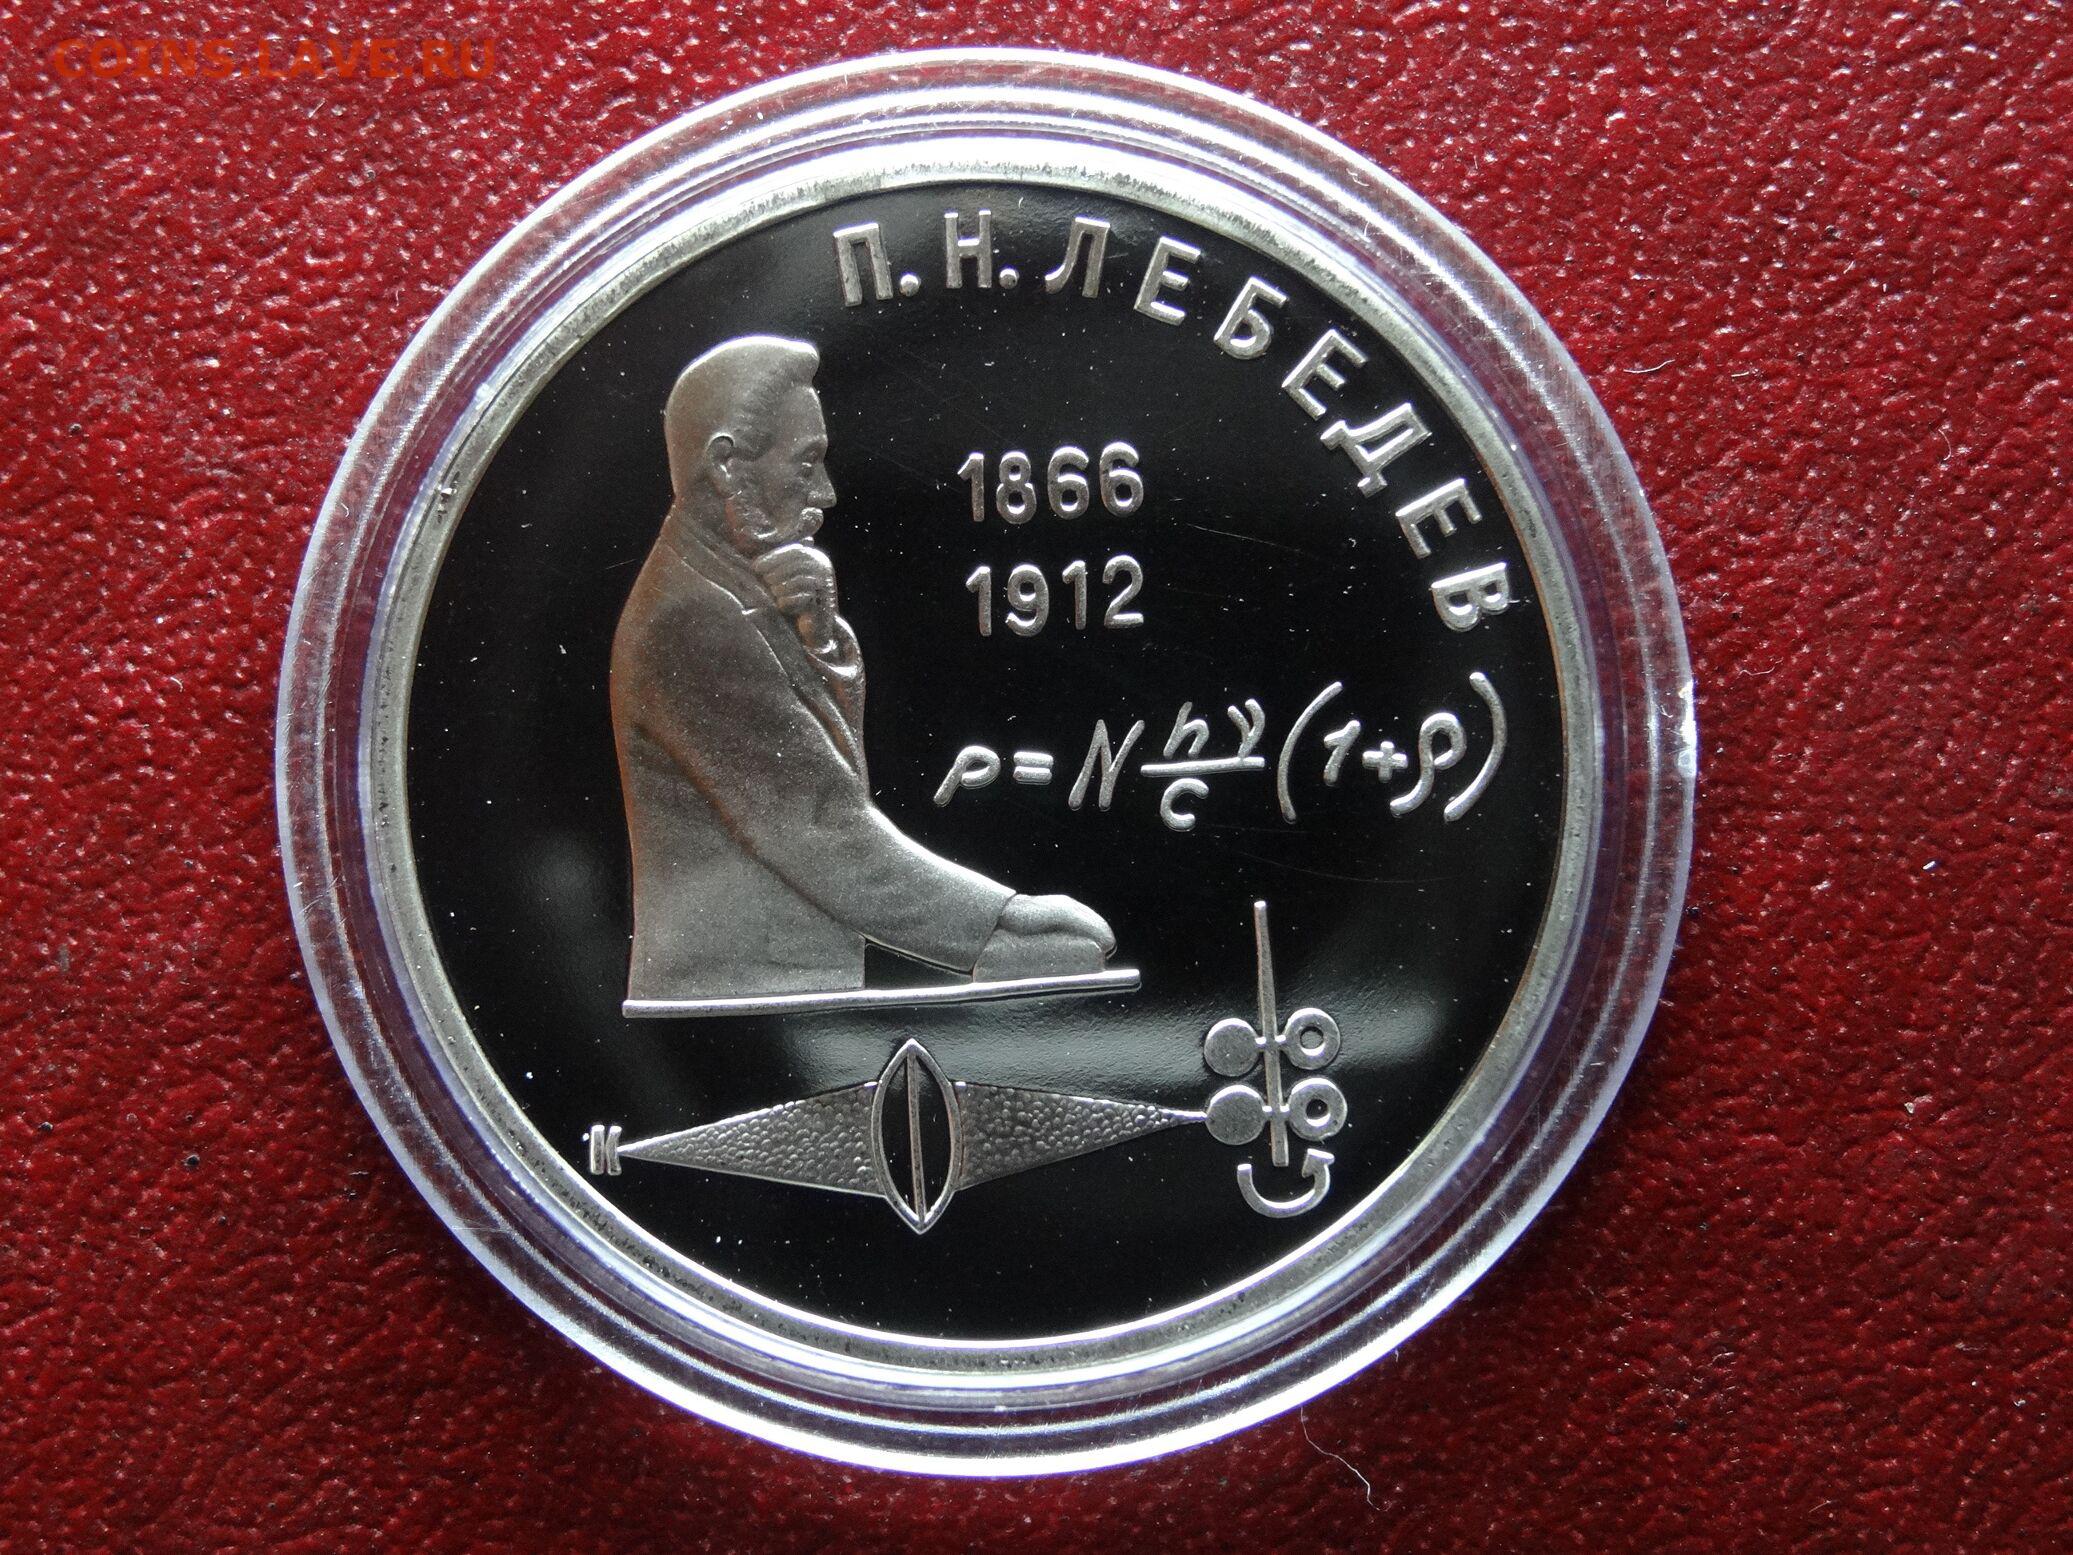 COINS.LAVE.RU
П.Н.ЛЕБЕДЕВ
1866
1912
p=N hν/c (1+ρ)
К